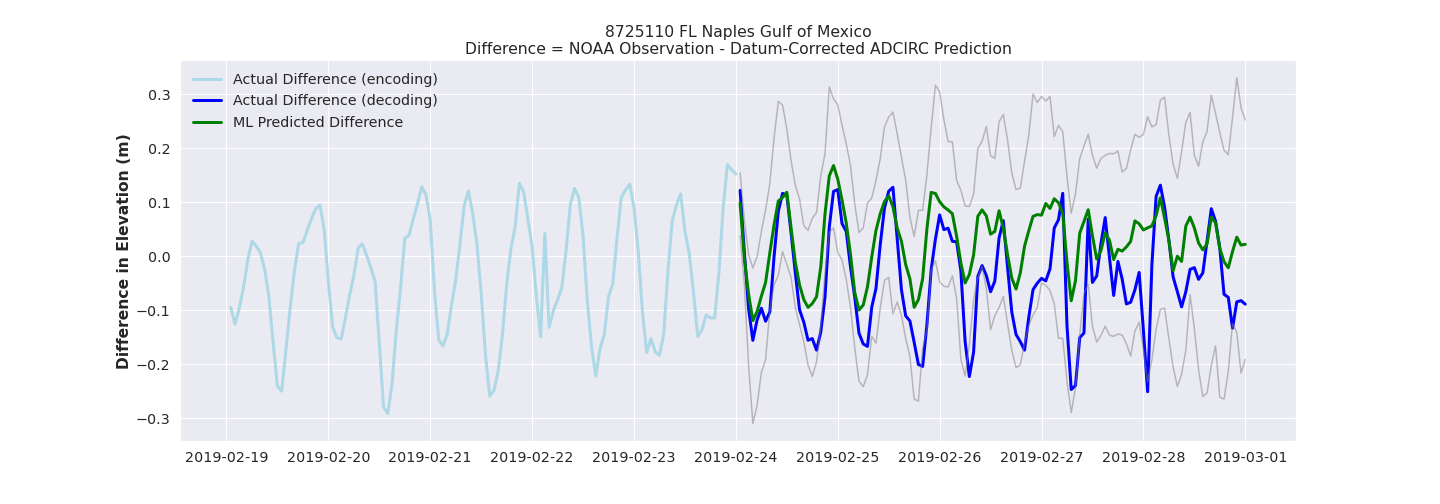 8725110 FL Naples Gulf of Mexico
Difference = NOAA Observation - Datum-Corrected ADCIRC Prediction
Actual Difference (encoding)
Actual Difference (decoding)
ML Predicted Difference
Difference in Elevation (m)
0.3
0.2
0.1
0.0
−0.1
−0.2
−0.3
2019-02-19 2019-02-20 2019-02-21 2019-02-22 2019-02-23 2019-02-24 2019-02-25 2019-02-26 2019-02-27 2019-02-28 2019-03-01